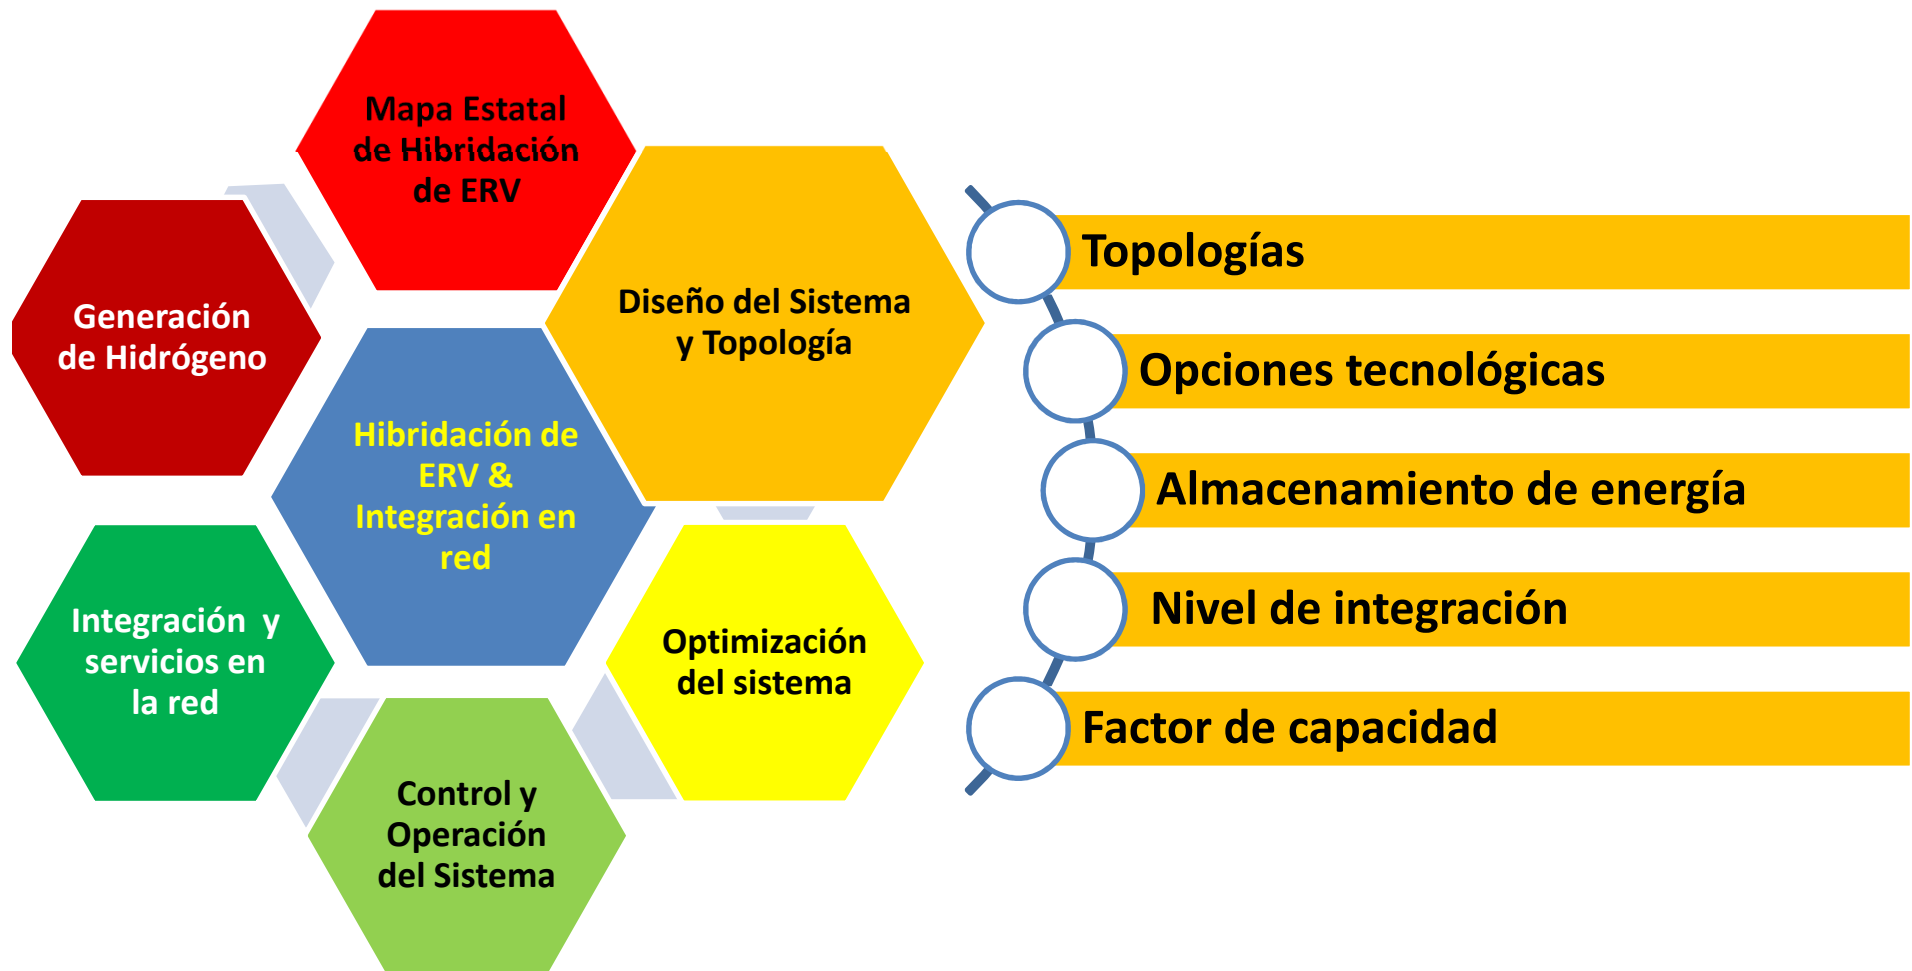 Mapa Estatal
de Hibridación
de ERV
Diseño del Sistema
y Topología
Generación
de Hidrógeno
Hibridación de
ERV &
Integración en
red
Integración y
servicios en
la red
Optimización
del sistema
Control y
Operación
del Sistema
Topologías
Opciones tecnológicas
Almacenamiento de energía
Nivel de integración
Factor de capacidad